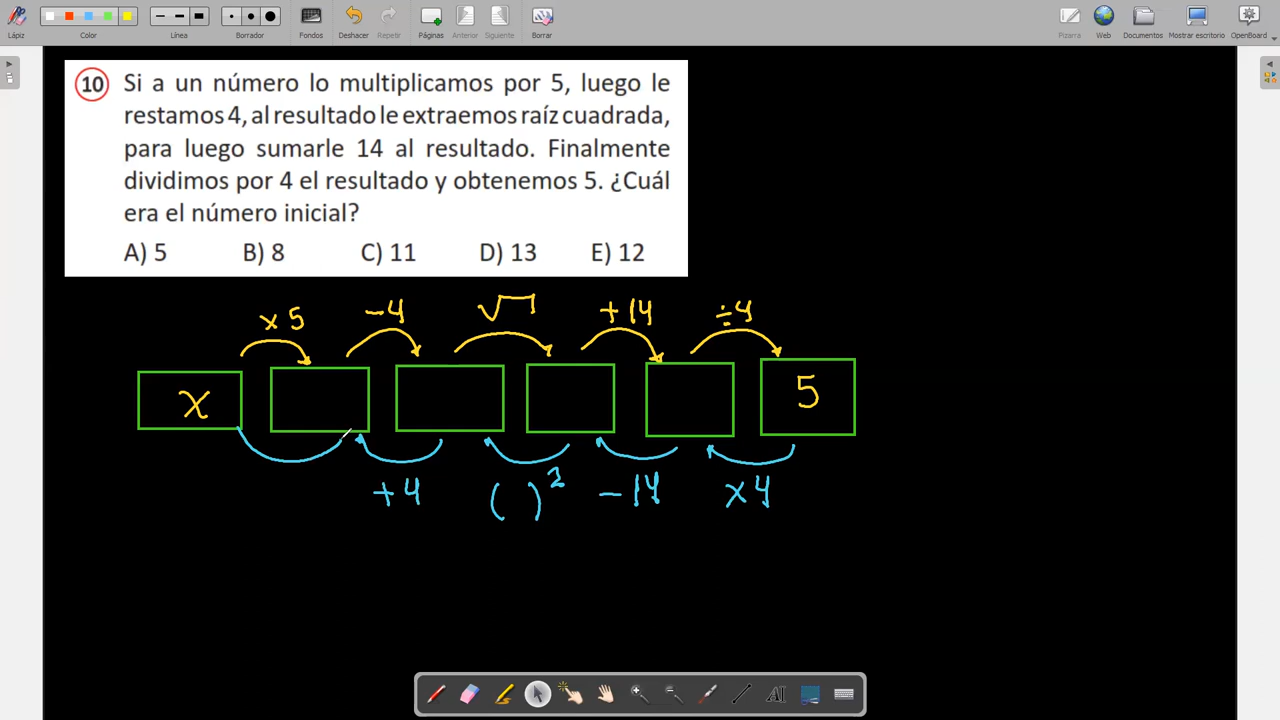 Lápiz
Color
Línea
Borrador
Fondos
Deshacer
Repetir
Páginas
Anterior
Siguiente
Borrar
Pizarra
Web
Documentos
Mostrar escritorio
OpenBoard
10 Si a un número lo multiplicamos por 5, luego le
restamos 4, al resultado le extraemos raíz cuadrada,
para luego sumarle 14 al resultado. Finalmente
dividimos por 4 el resultado y obtenemos 5. ¿Cuál
era el número inicial?
A) 5 B) 8 C) 11 D) 13 E) 12
×5 −4 √ +14 ÷4
x 5
+4 ( )² −14 ×4
AI